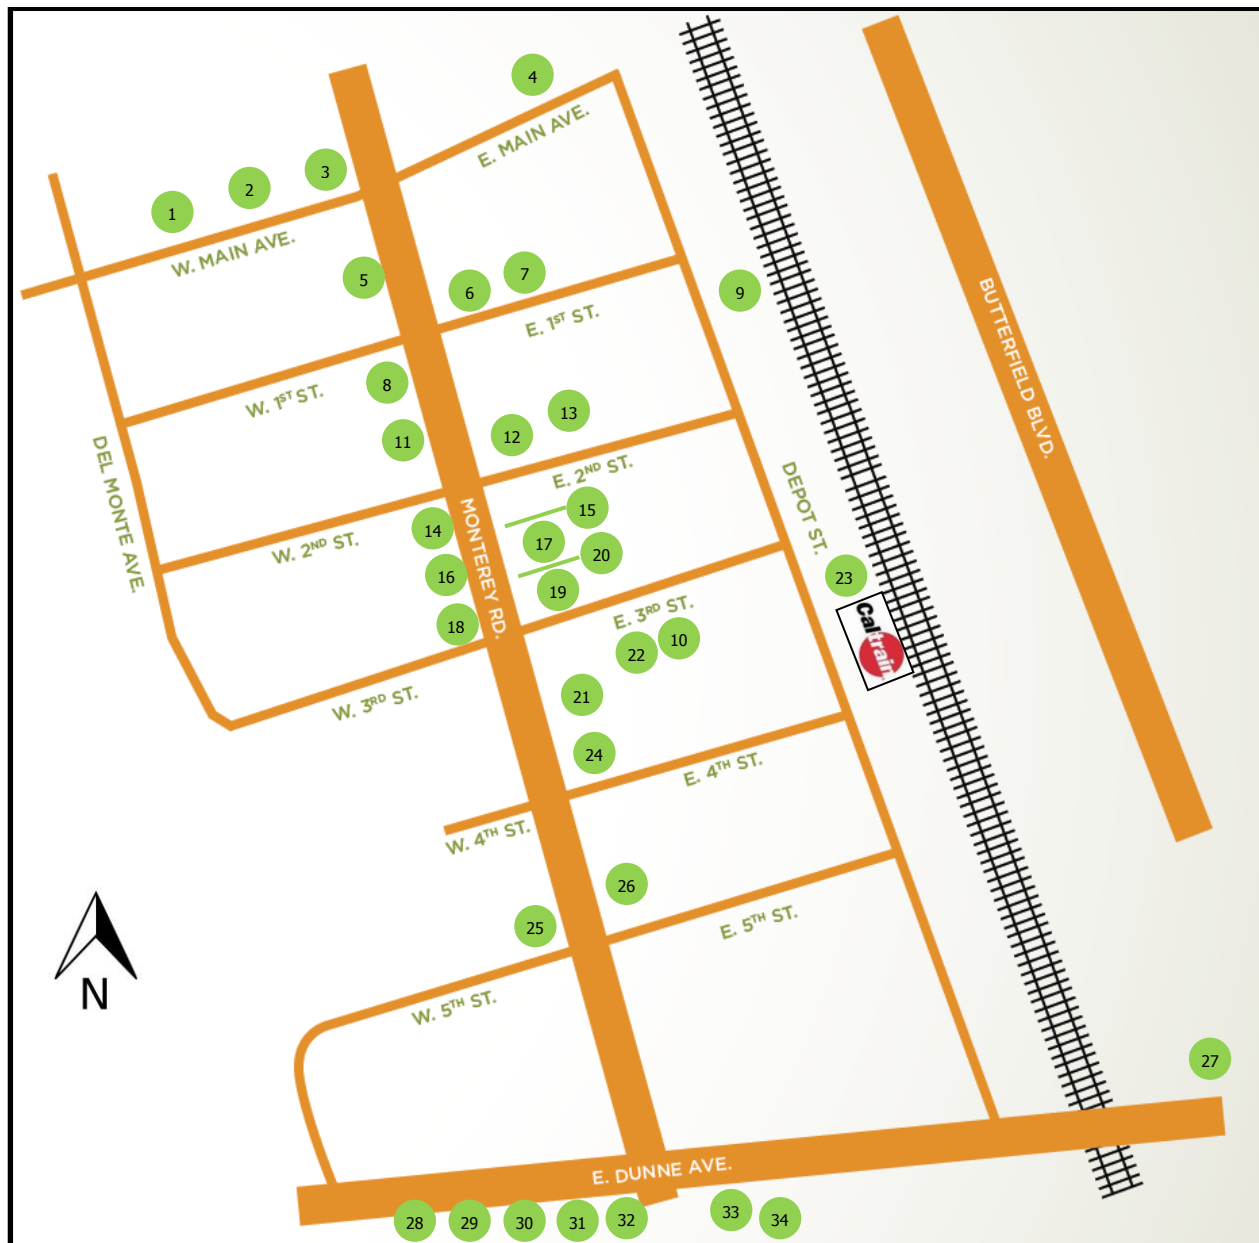 4
E. MAIN AVE.
3
2
1
W. MAIN AVE.
5
7
6
E. 1ST ST.
9
BUTTERFIELD BLVD.
8
W. 1ST ST.
13
12
11
DEL MONTE AVE.
E. 2ND ST.
DEPOT ST.
MONTEREY RD.
15
14
W. 2ND ST.
17
20
16
19
23
Caltrain
E. 3RD ST.
18
10
22
21
W. 3RD ST.
24
E. 4TH ST.
W. 4TH ST.
26
25
E. 5TH ST.
N
W. 5TH ST.
27
E. DUNNE AVE.
28
29
30
31
32
33
34